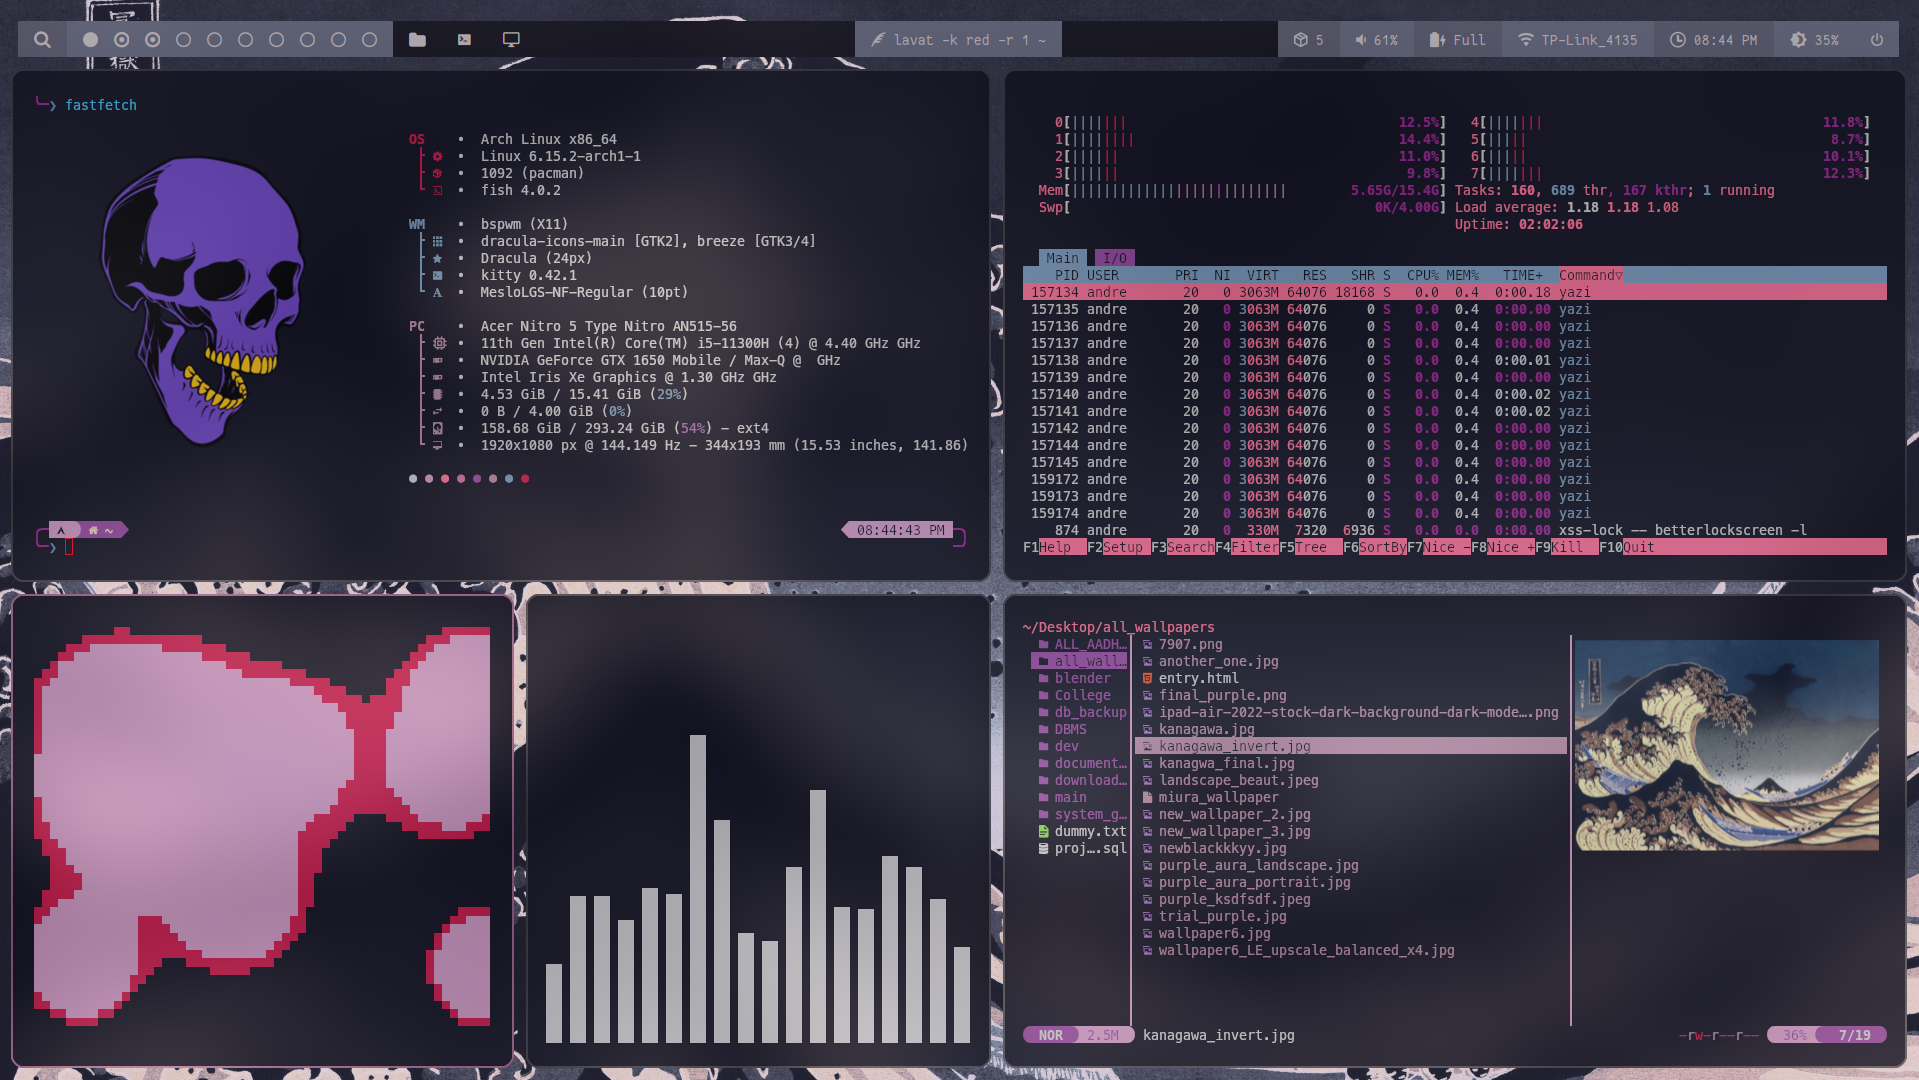 lavat -k red -r 1 ~
5
61%
Full
TP-Link_4135
08:44 PM
35%
❯ fastfetch
OS • Arch Linux x86_64
• Linux 6.15.2-arch1-1
• 1092 (pacman)
• fish 4.0.2
WM • bspwm (X11)
• dracula-icons-main [GTK2], breeze [GTK3/4]
• Dracula (24px)
• kitty 0.42.1
• MesloLGS-NF-Regular (10pt)
PC • Acer Nitro 5 Type Nitro AN515-56
• 11th Gen Intel(R) Core(TM) i5-11300H (4) @ 4.40 GHz GHz
• NVIDIA GeForce GTX 1650 Mobile / Max-Q @  GHz
• Intel Iris Xe Graphics @ 1.30 GHz GHz
• 4.53 GiB / 15.41 GiB (29%)
• 0 B / 4.00 GiB (0%)
• 158.68 GiB / 293.24 GiB (54%) - ext4
• 1920x1080 px @ 144.149 Hz - 344x193 mm (15.53 inches, 141.86)
~ 08:44:43 PM
❯
0[||||||| 12.5%] 4[||||||| 11.8%]
1[|||||||| 14.4%] 5[||||| 8.7%]
2[|||||| 11.0%] 6[||||| 10.1%]
3[|||||| 9.8%] 7[||||||| 12.3%]
Mem[||||||||||||||||||||||||||| 5.65G/15.4G] Tasks: 160, 689 thr, 167 kthr; 1 running
Swp[ 0K/4.00G] Load average: 1.18 1.18 1.08
Uptime: 02:02:06
Main I/O
PID USER PRI NI VIRT RES SHR S CPU% MEM% TIME+ Command▽
157134 andre 20 0 3063M 64076 18168 S 0.0 0.4 0:00.18 yazi
157135 andre 20 0 3063M 64076 0 S 0.0 0.4 0:00.00 yazi
157136 andre 20 0 3063M 64076 0 S 0.0 0.4 0:00.00 yazi
157137 andre 20 0 3063M 64076 0 S 0.0 0.4 0:00.00 yazi
157138 andre 20 0 3063M 64076 0 S 0.0 0.4 0:00.01 yazi
157139 andre 20 0 3063M 64076 0 S 0.0 0.4 0:00.00 yazi
157140 andre 20 0 3063M 64076 0 S 0.0 0.4 0:00.02 yazi
157141 andre 20 0 3063M 64076 0 S 0.0 0.4 0:00.02 yazi
157142 andre 20 0 3063M 64076 0 S 0.0 0.4 0:00.00 yazi
157144 andre 20 0 3063M 64076 0 S 0.0 0.4 0:00.00 yazi
157145 andre 20 0 3063M 64076 0 S 0.0 0.4 0:00.00 yazi
159172 andre 20 0 3063M 64076 0 S 0.0 0.4 0:00.00 yazi
159173 andre 20 0 3063M 64076 0 S 0.0 0.4 0:00.00 yazi
159174 andre 20 0 3063M 64076 0 S 0.0 0.4 0:00.00 yazi
874 andre 20 0 330M 7320 6936 S 0.0 0.0 0:00.00 xss-lock -- betterlockscreen -l
F1Help F2Setup F3SearchF4FilterF5Tree F6SortByF7Nice -F8Nice +F9Kill F10Quit
~/Desktop/all_wallpapers
ALL_AADH…
all_wall…
blender
College
db_backup
DBMS
dev
document…
download…
main
system_g…
dummy.txt
proj….sql
7907.png
another_one.jpg
entry.html
final_purple.png
ipad-air-2022-stock-dark-background-dark-mode….png
kanagawa.jpg
kanagawa_invert.jpg
kanagwa_final.jpg
landscape_beaut.jpeg
miura_wallpaper
new_wallpaper_2.jpg
new_wallpaper_3.jpg
newblackkkyy.jpg
purple_aura_landscape.jpg
purple_aura_portrait.jpg
purple_ksdfsdf.jpeg
trial_purple.jpg
wallpaper6.jpg
wallpaper6_LE_upscale_balanced_x4.jpg
NOR 2.5M kanagawa_invert.jpg -rw-r--r-- 36% 7/19